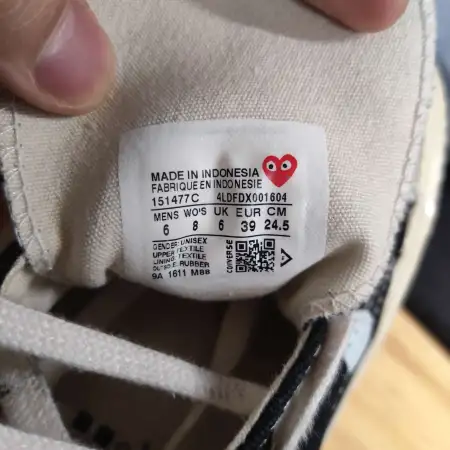 MADE IN INDONESIA
FABRIQUE EN INDONESIE
151477C 4LDFDX001604
MENS WO'S UK EUR CM
6 8 6 39 24.5
GENDER: UNISEX
UPPER: TEXTILE
LINING: TEXTILE
OUTSOLE: RUBBER
9A 1611 M88
CONVERSE